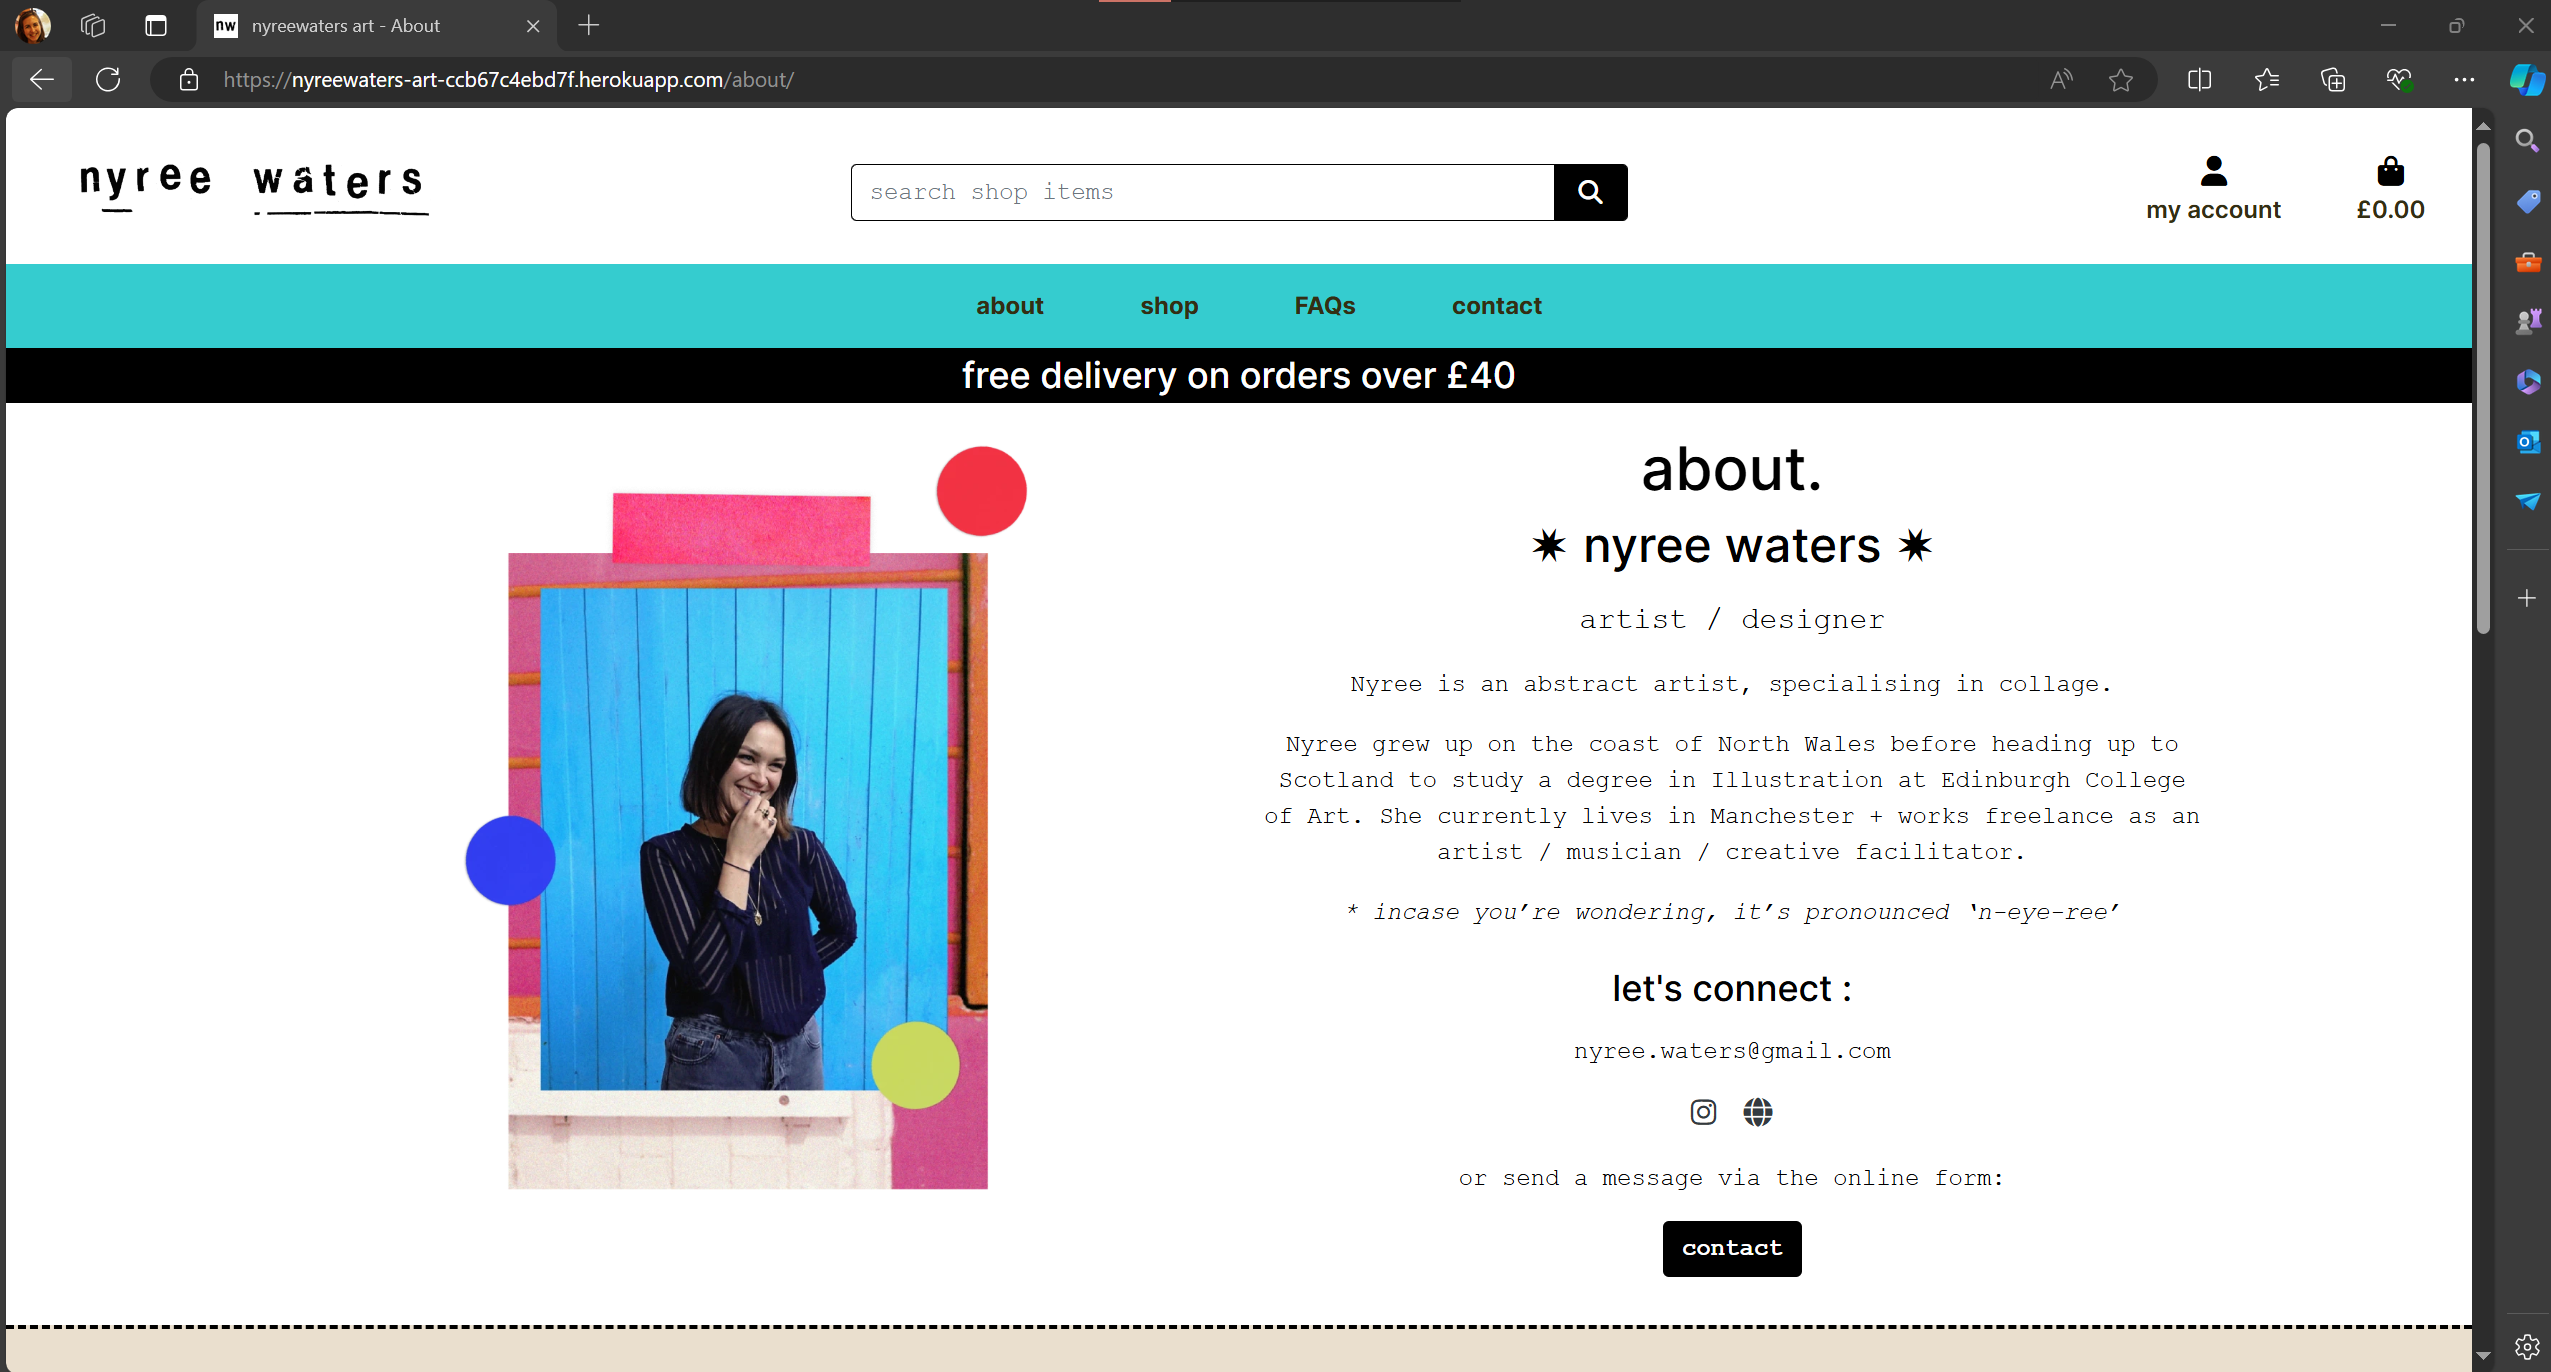 nw nyreewaters art - About
https://nyreewaters-art-ccb67c4ebd7f.herokuapp.com/about/
nyree waters
search shop items
my account
£0.00
about shop FAQs contact
free delivery on orders over £40
about.
✷ nyree waters ✷
artist / designer
Nyree is an abstract artist, specialising in collage.
Nyree grew up on the coast of North Wales before heading up to
Scotland to study a degree in Illustration at Edinburgh College
of Art. She currently lives in Manchester + works freelance as an
artist / musician / creative facilitator.
* incase you’re wondering, it’s pronounced ‘n-eye-ree’
let's connect :
nyree.waters@gmail.com
or send a message via the online form:
contact